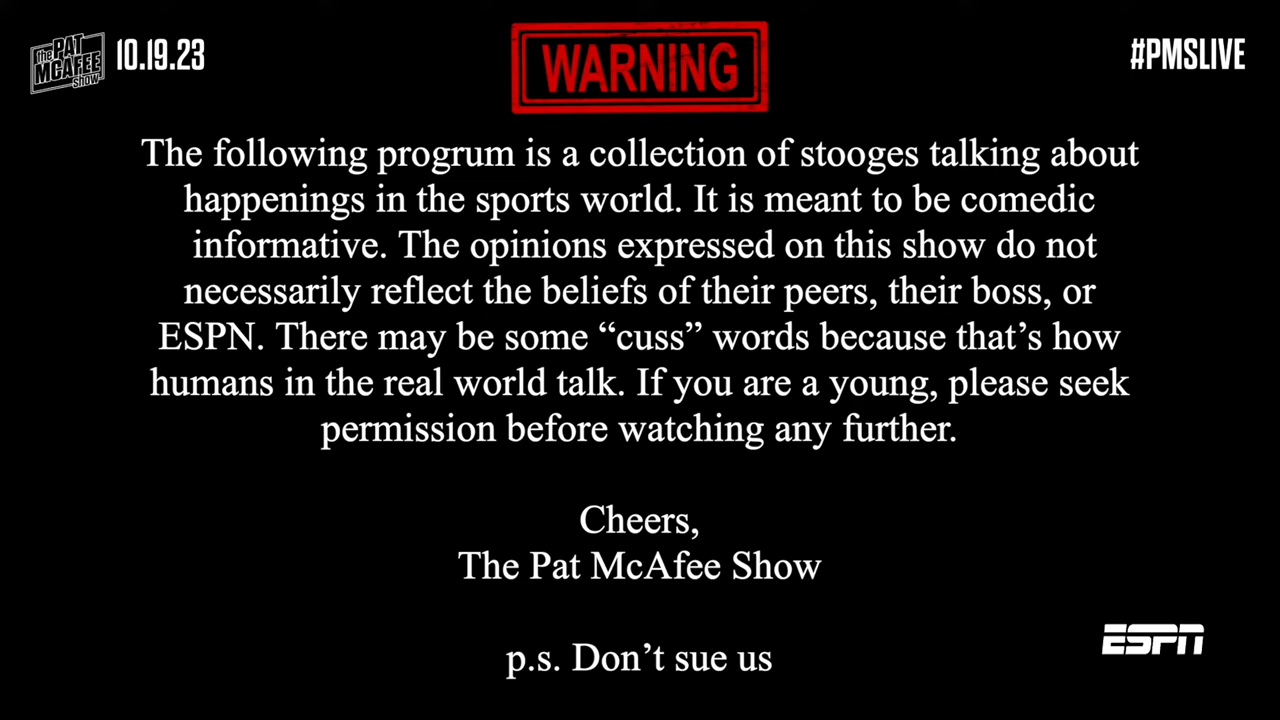 the PAT MCAFEE show
10.19.23
WARNING
#PMSLIVE
The following progrum is a collection of stooges talking about
happenings in the sports world. It is meant to be comedic
informative. The opinions expressed on this show do not
necessarily reflect the beliefs of their peers, their boss, or
ESPN. There may be some “cuss” words because that’s how
humans in the real world talk. If you are a young, please seek
permission before watching any further.
Cheers,
The Pat McAfee Show
ESPN
p.s. Don’t sue us